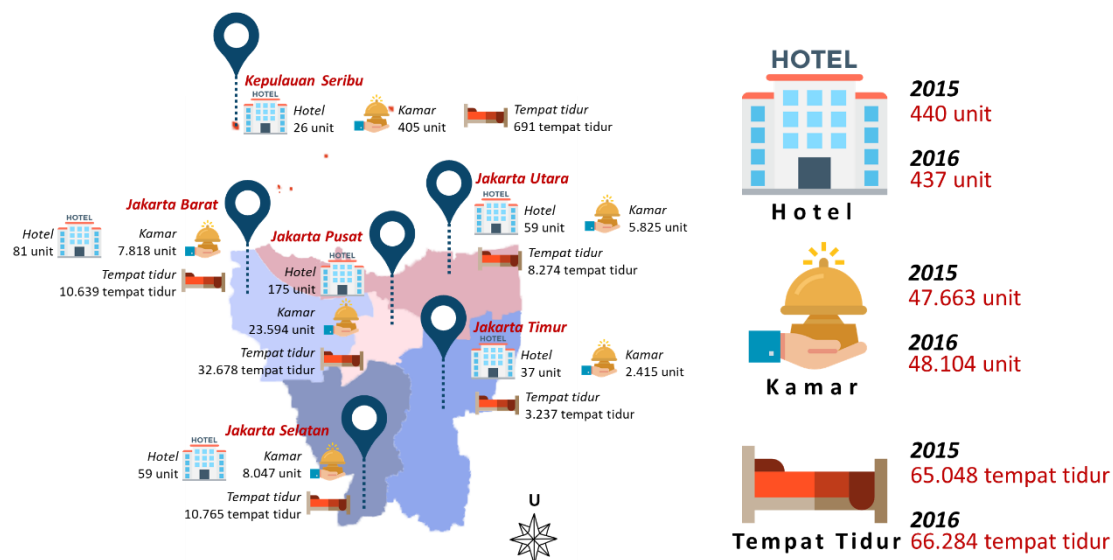 Kepulauan Seribu
HOTEL
Hotel
26 unit
Kamar
405 unit
Tempat tidur
691 tempat tidur
Jakarta Barat
HOTEL
Hotel
81 unit
Kamar
7.818 unit
Tempat tidur
10.639 tempat tidur
Jakarta Utara
HOTEL
Hotel
59 unit
Kamar
5.825 unit
Tempat tidur
8.274 tempat tidur
Jakarta Pusat
HOTEL
Hotel
175 unit
Kamar
23.594 unit
Tempat tidur
32.678 tempat tidur
Jakarta Timur
HOTEL
Hotel
37 unit
Kamar
2.415 unit
Tempat tidur
3.237 tempat tidur
Jakarta Selatan
HOTEL
Hotel
59 unit
Kamar
8.047 unit
Tempat tidur
10.765 tempat tidur
U
HOTEL
Hotel
2015
440 unit
2016
437 unit
Kamar
2015
47.663 unit
2016
48.104 unit
Tempat Tidur
2015
65.048 tempat tidur
2016
66.284 tempat tidur